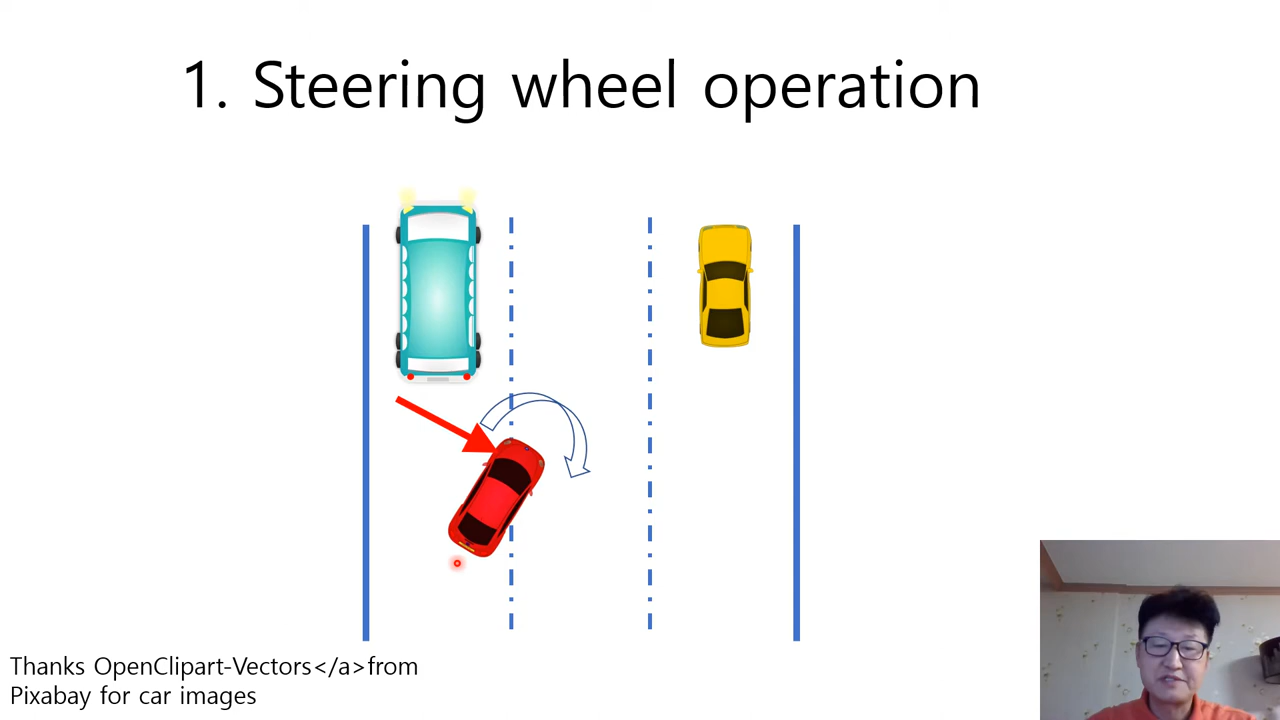 1. Steering wheel operation
Thanks OpenClipart-Vectors</a>from
Pixabay for car images